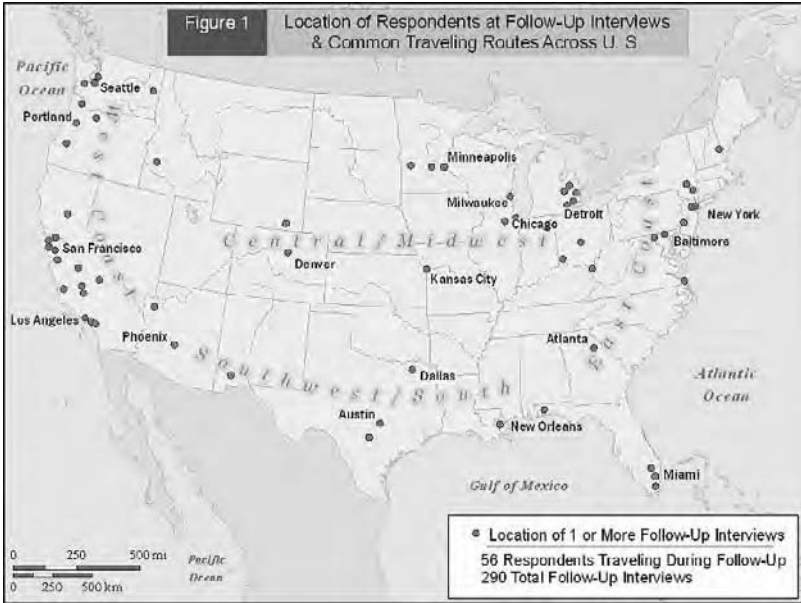 Figure 1
Location of Respondents at Follow-Up Interviews
& Common Traveling Routes Across U. S
Pacific
Ocean
Seattle
Portland
West Coast
Minneapolis
Milwaukee
Chicago
Detroit
New York
Baltimore
East Coast
San Francisco
Central/Midwest
Denver
Kansas City
Los Angeles
Phoenix
Atlanta
Southwest/South
Dallas
Atlantic
Ocean
Austin
New Orleans
Miami
Gulf of Mexico
Location of 1 or More Follow-Up Interviews
56 Respondents Traveling During Follow-Up
290 Total Follow-Up Interviews
0 250 500 mi
0 250 500 km
Pacific
Ocean